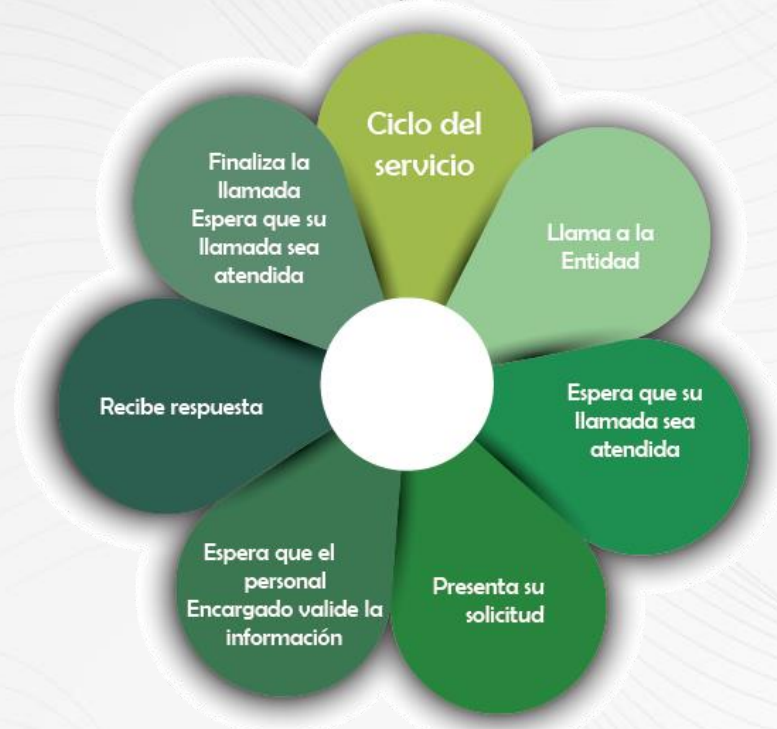 Ciclo del
servicio
Llama a la
Entidad
Espera que su
llamada sea
atendida
Presenta su
solicitud
Espera que el
personal
Encargado valide la
información
Recibe respuesta
Finaliza la
llamada
Espera que su
llamada sea
atendida